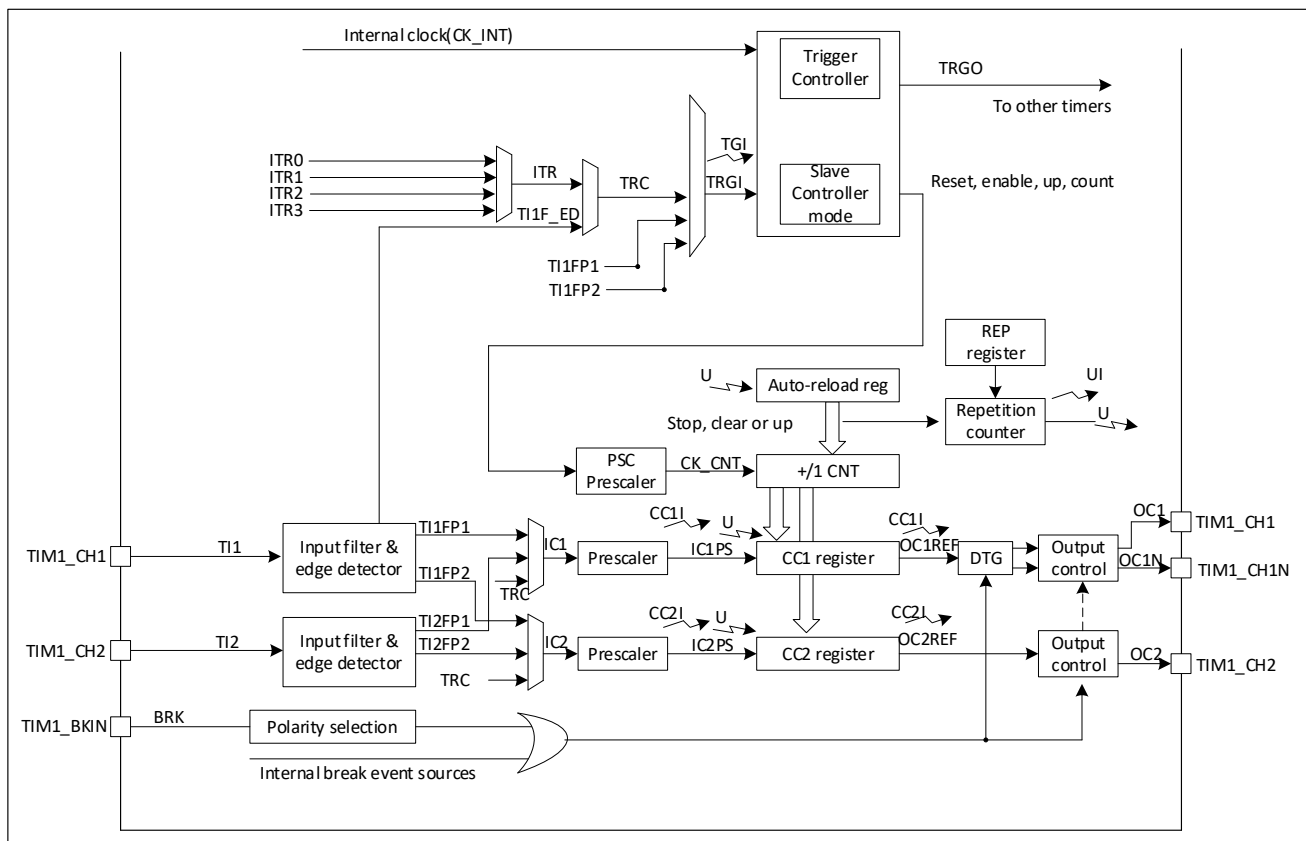 Internal clock(CK_INT)
Trigger
Controller
TRGO
To other timers
TGI
ITR0
ITR1
ITR2
ITR3
ITR
TRC
TRGI
Slave
Controller
mode
Reset, enable, up, count
TI1F_ED
TI1FP1
TI1FP2
REP
register
U
Auto-reload reg
UI
Repetition
counter
U
Stop, clear or up
PSC
Prescaler
CK_CNT
+/1 CNT
TIM1_CH1
TI1
Input filter &
edge detector
TI1FP1
TI1FP2
TRC
IC1
Prescaler
CC1I
U
IC1PS
CC1 register
CC1I
OC1REF
DTG
Output
control
OC1
TIM1_CH1
OC1N
TIM1_CH1N
TIM1_CH2
TI2
Input filter &
edge detector
TI2FP1
TI2FP2
TRC
IC2
Prescaler
CC2I
U
IC2PS
CC2 register
CC2I
OC2REF
Output
control
OC2
TIM1_CH2
TIM1_BKIN
BRK
Polarity selection
Internal break event sources